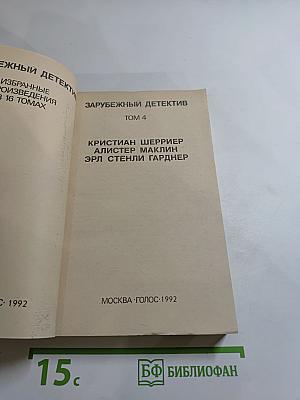 ЕЖНЫЙ ДЕТЕКТИВ
ИЗБРАННЫЕ
РОИЗВЕДЕНИЯ
В 16 ТОМАХ
С·1992
ЗАРУБЕЖНЫЙ ДЕТЕКТИВ
ТОМ 4
КРИСТИАН ШЕРРИЕР
АЛИСТЕР МАКЛИН
ЭРЛ СТЕНЛИ ГАРДНЕР
МОСКВА·ГОЛОС·1992
15с
БФ БИБЛИОФАН